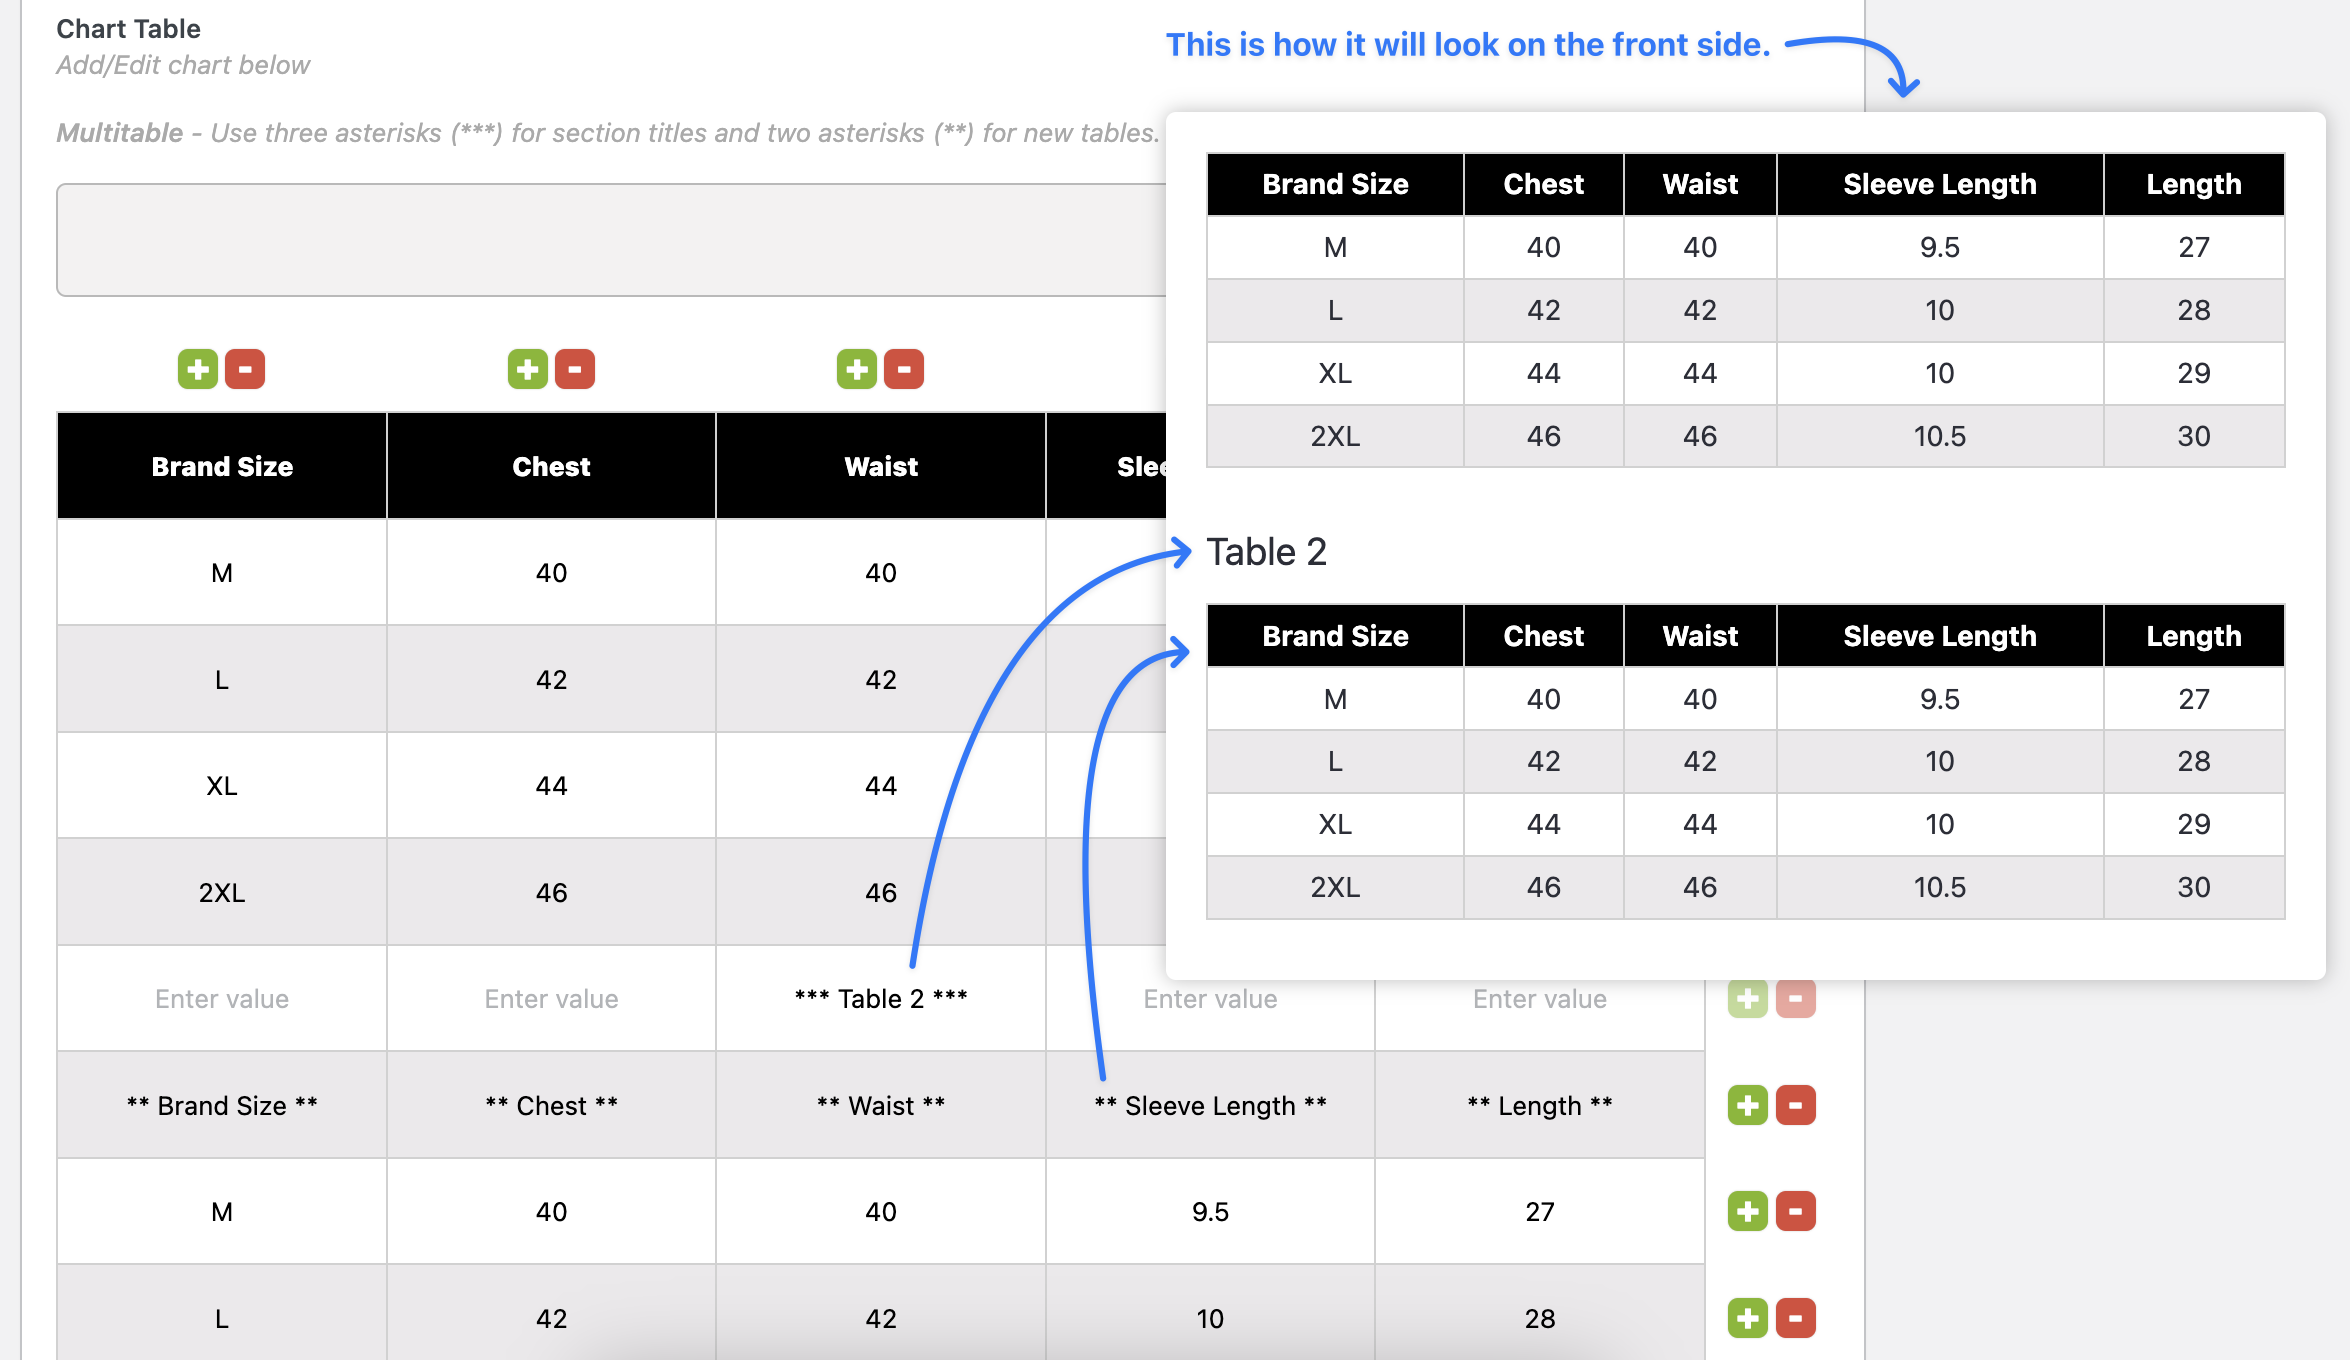 Chart Table
Add/Edit chart below
Multitable - Use three asterisks (***) for section titles and two asterisks (**) for new tables.
This is how it will look on the front side.
Brand Size Chest Waist Sleeve Length Length
M 40 40 9.5 27
L 42 42 10 28
XL 44 44 10 29
2XL 46 46 10.5 30
Table 2
Brand Size Chest Waist Sleeve Length Length
M 40 40 9.5 27
L 42 42 10 28
XL 44 44 10 29
2XL 46 46 10.5 30
+ - + - + -
Brand Size Chest Waist Slee
M 40 40
L 42 42
XL 44 44
2XL 46 46
Enter value Enter value *** Table 2 *** Enter value Enter value + -
** Brand Size ** ** Chest ** ** Waist ** ** Sleeve Length ** ** Length ** + -
M 40 40 9.5 27 + -
L 42 42 10 28 + -